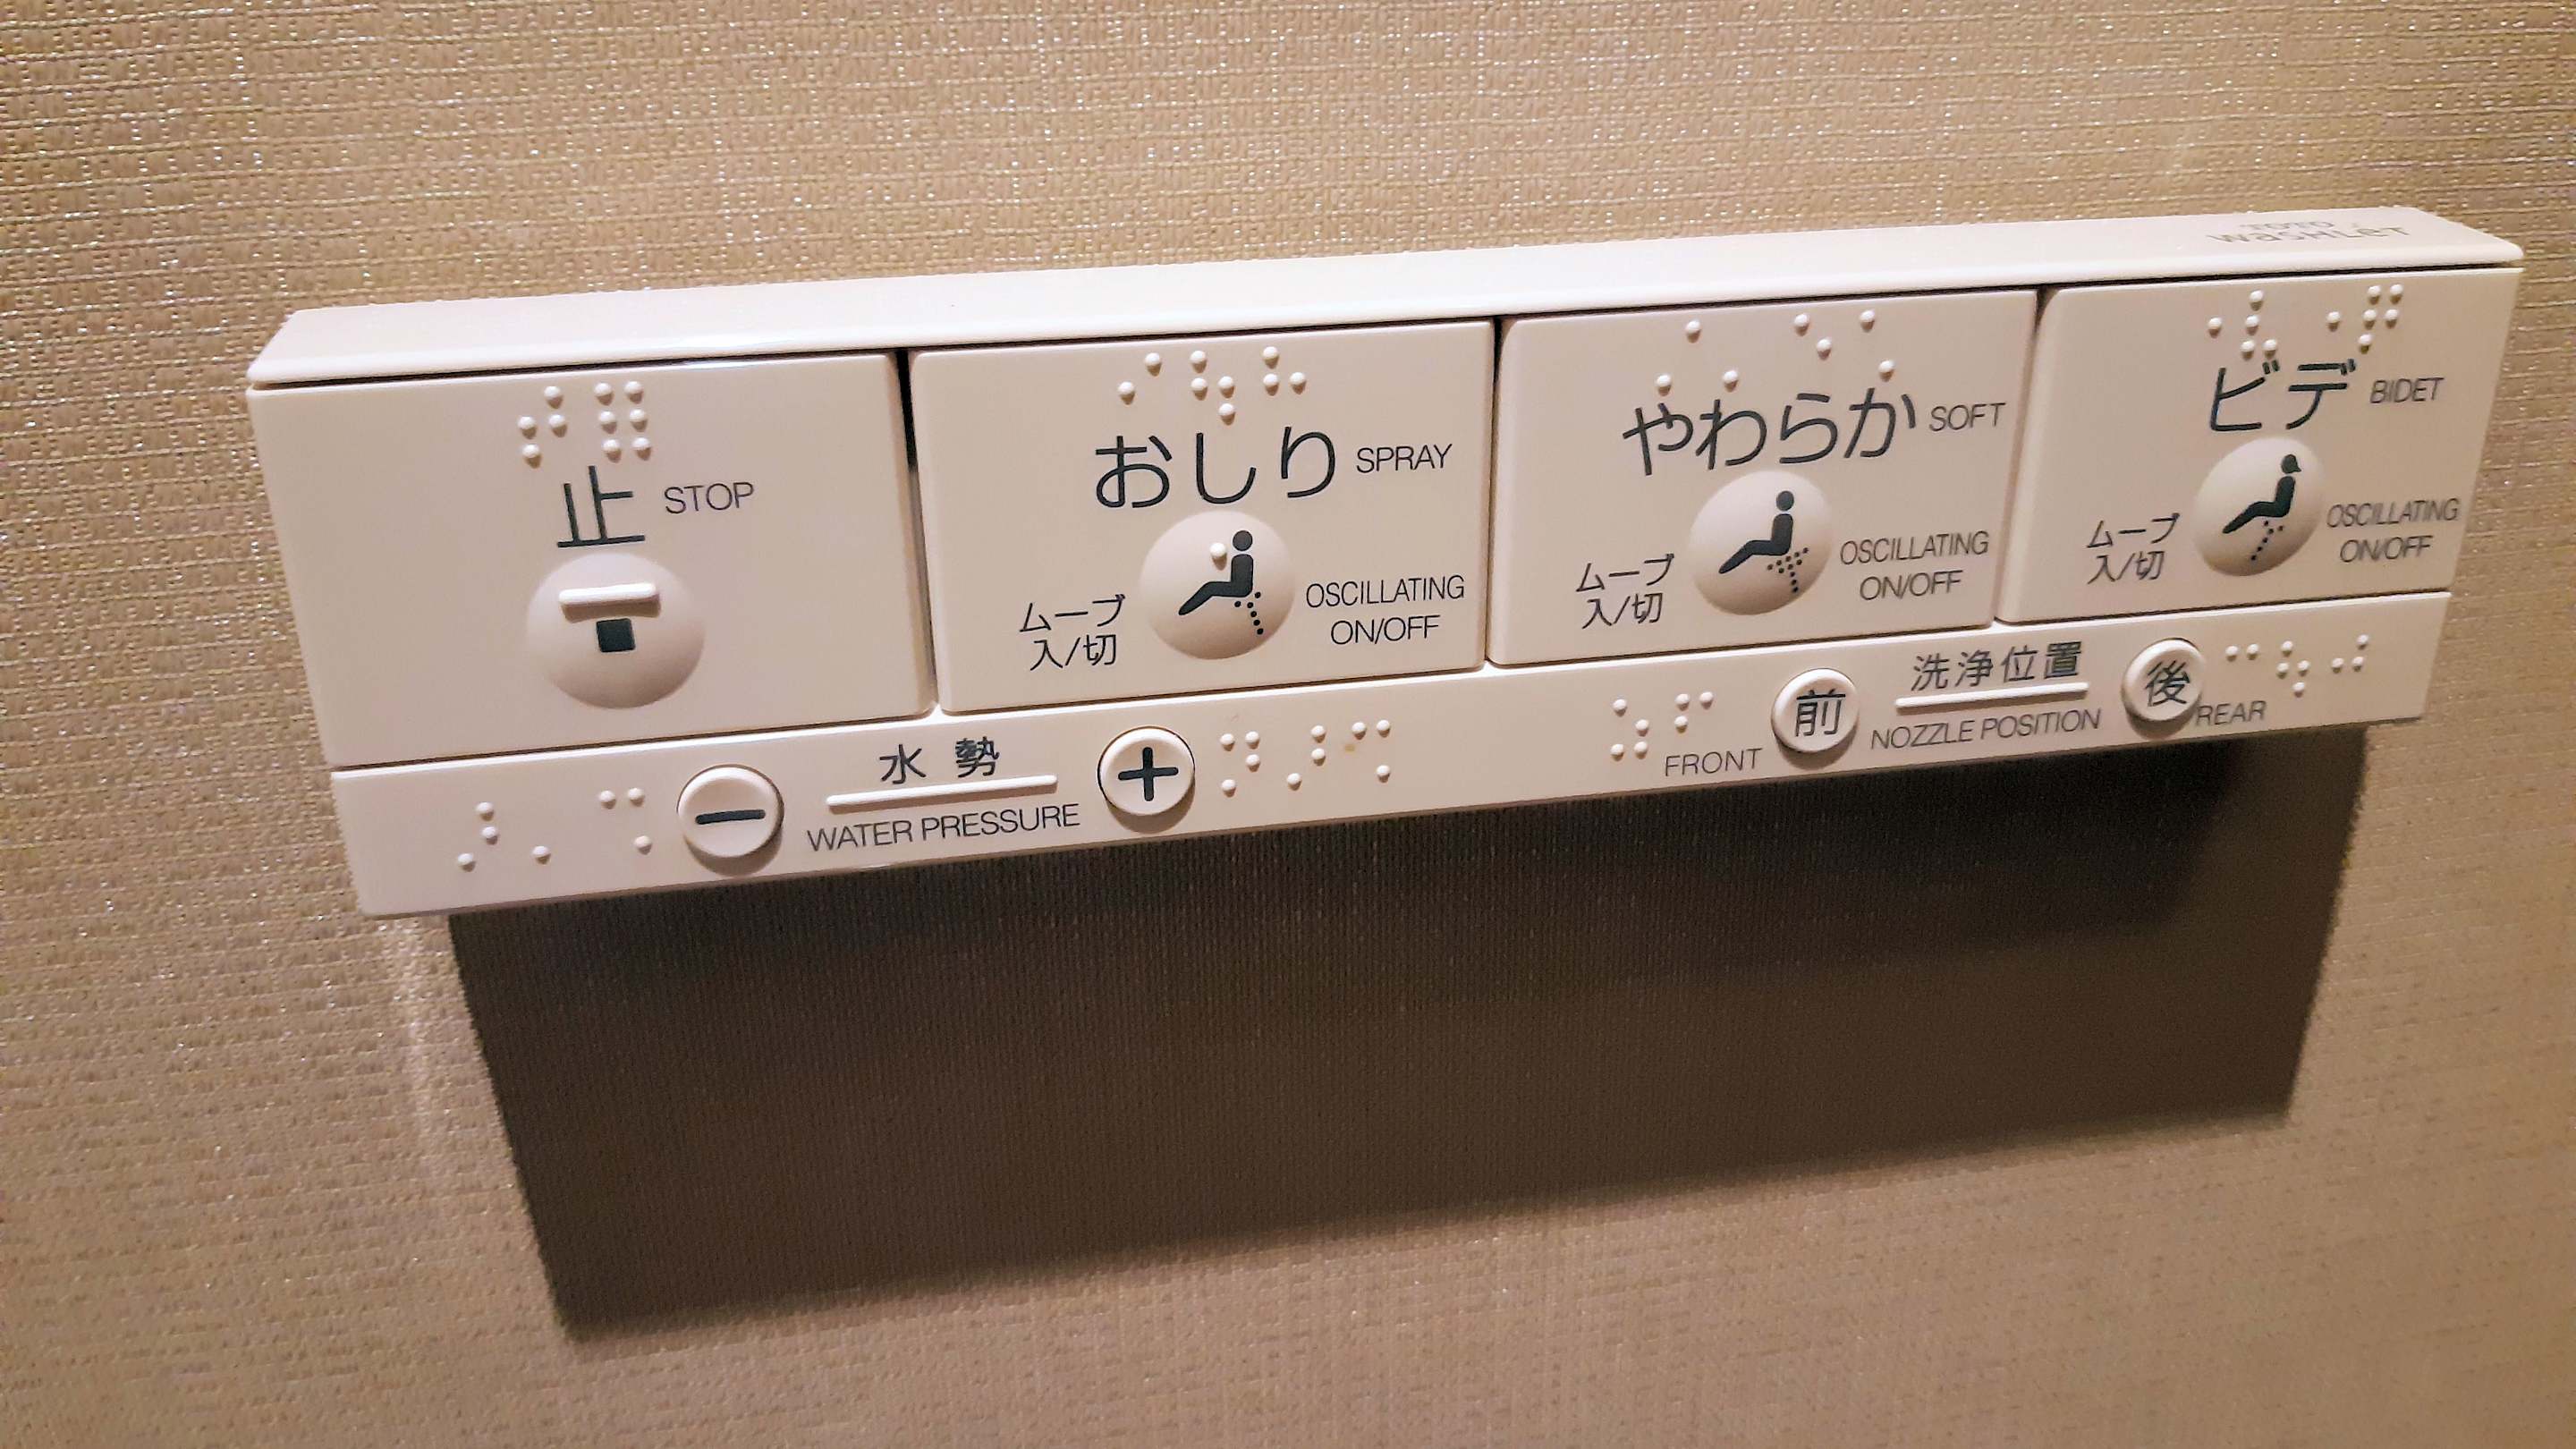 TOTO
WASHLET
止 STOP
おしり SPRAY
ムーブ
入/切
OSCILLATING
ON/OFF
やわらか SOFT
ムーブ
入/切
OSCILLATING
ON/OFF
ビデ BIDET
ムーブ
入/切
OSCILLATING
ON/OFF
− 水勢 +
WATER PRESSURE
前 洗浄位置 後
FRONT NOZZLE POSITION REAR